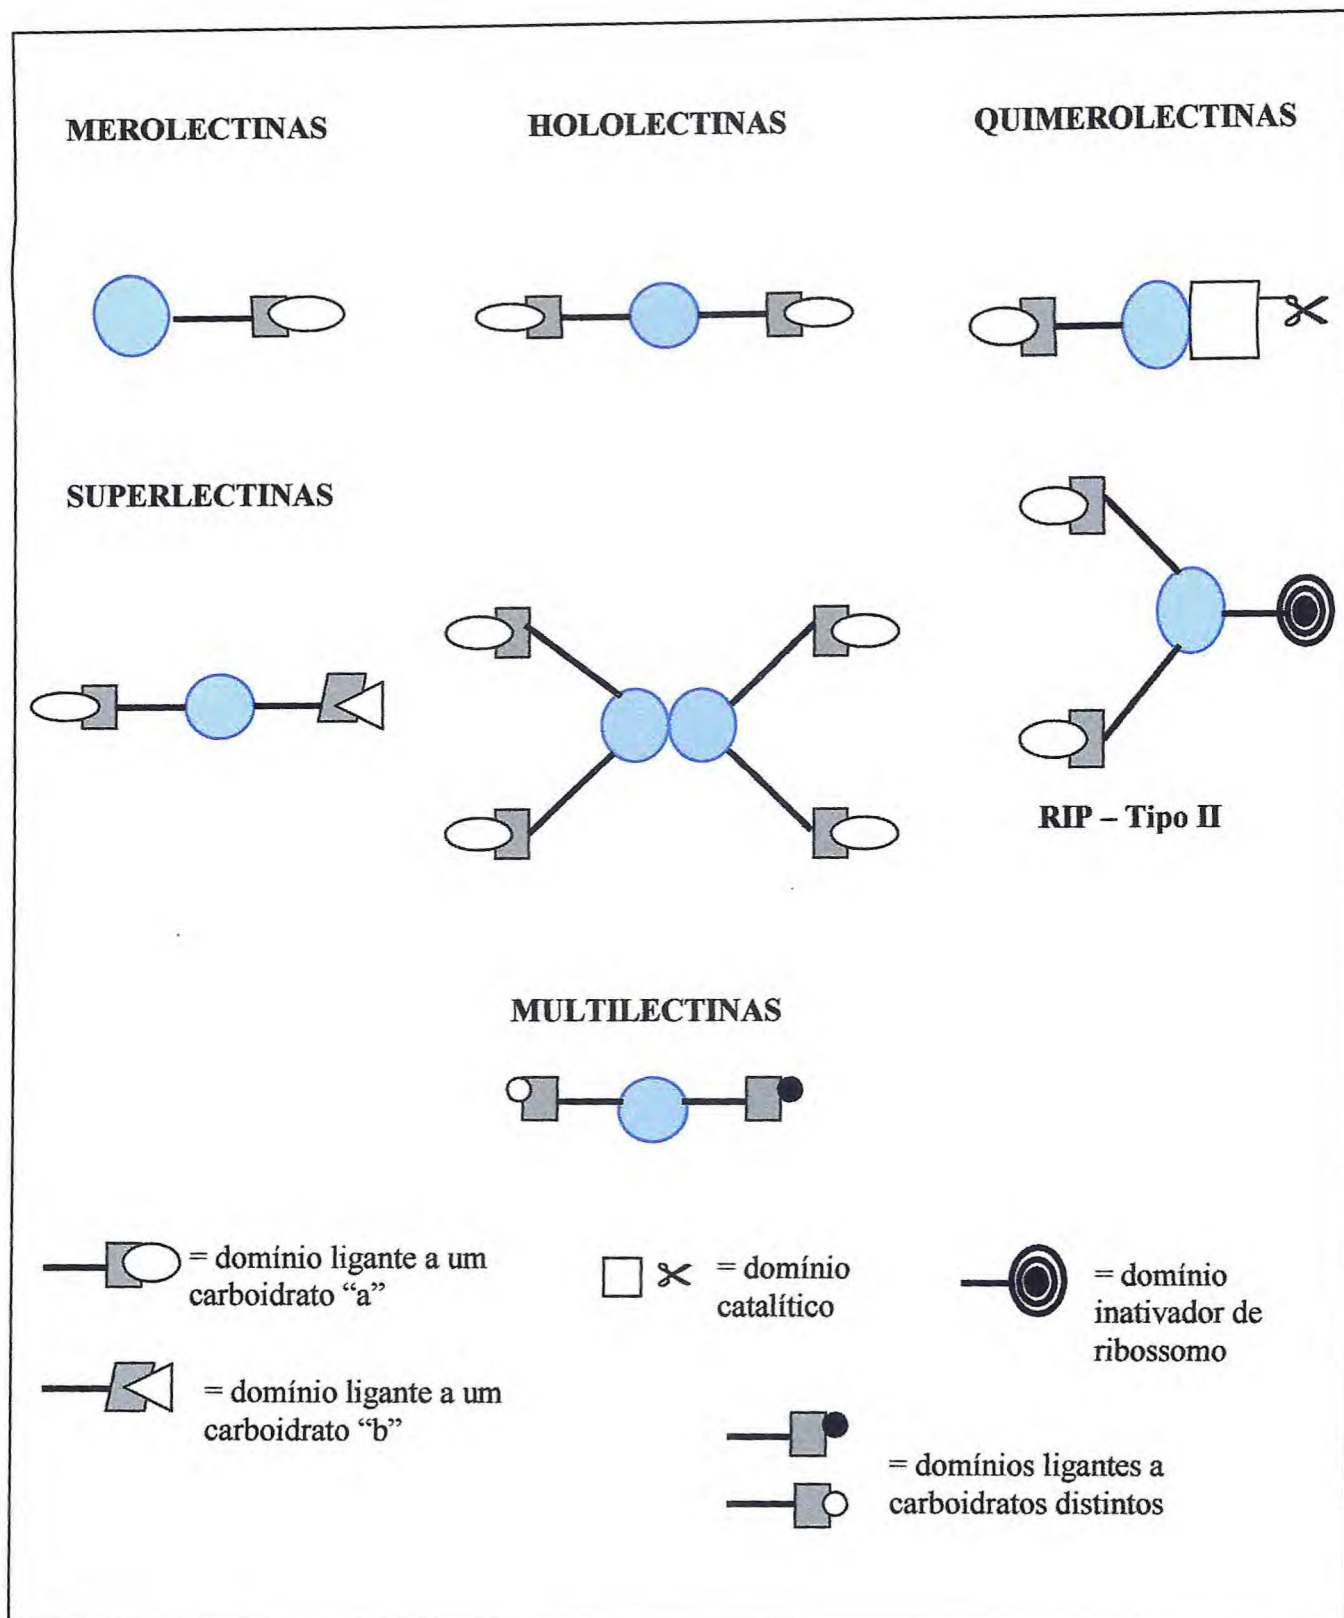 MEROLECTINAS
HOLOLECTINAS
QUIMEROLECTINAS
SUPERLECTINAS
RIP – Tipo II
MULTILECTINAS
= domínio ligante a um
carboidrato “a”
= domínio
catalítico
= domínio
inativador de
ribossomo
= domínio ligante a um
carboidrato “b”
= domínios ligantes a
carboidratos distintos